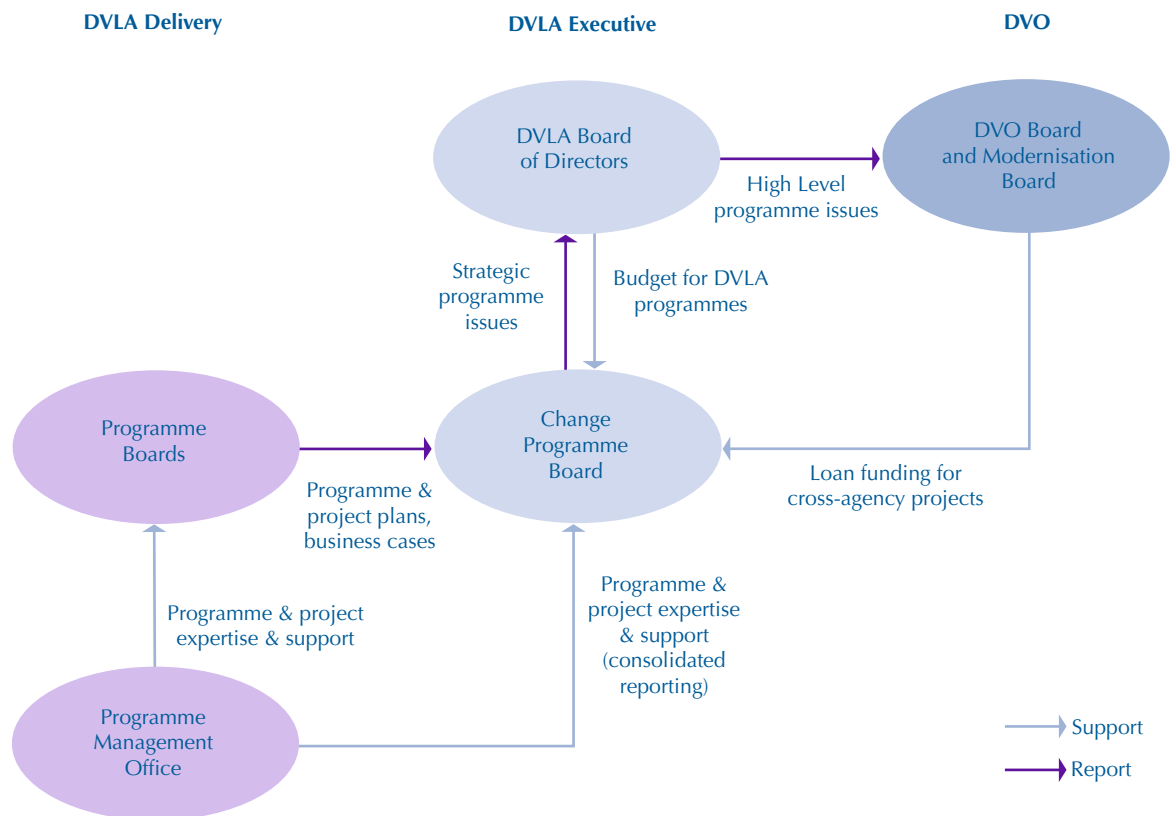 DVLA Delivery
DVLA Executive
DVO
DVLA Board
of Directors
DVO Board
and Modernisation
Board
High Level
programme issues
Strategic
programme
issues
Budget for DVLA
programmes
Programme
Boards
Change
Programme
Board
Programme &
project plans,
business cases
Loan funding for
cross-agency projects
Programme & project
expertise & support
Programme &
project expertise
& support
(consolidated
reporting)
Programme
Management
Office
Support
Report